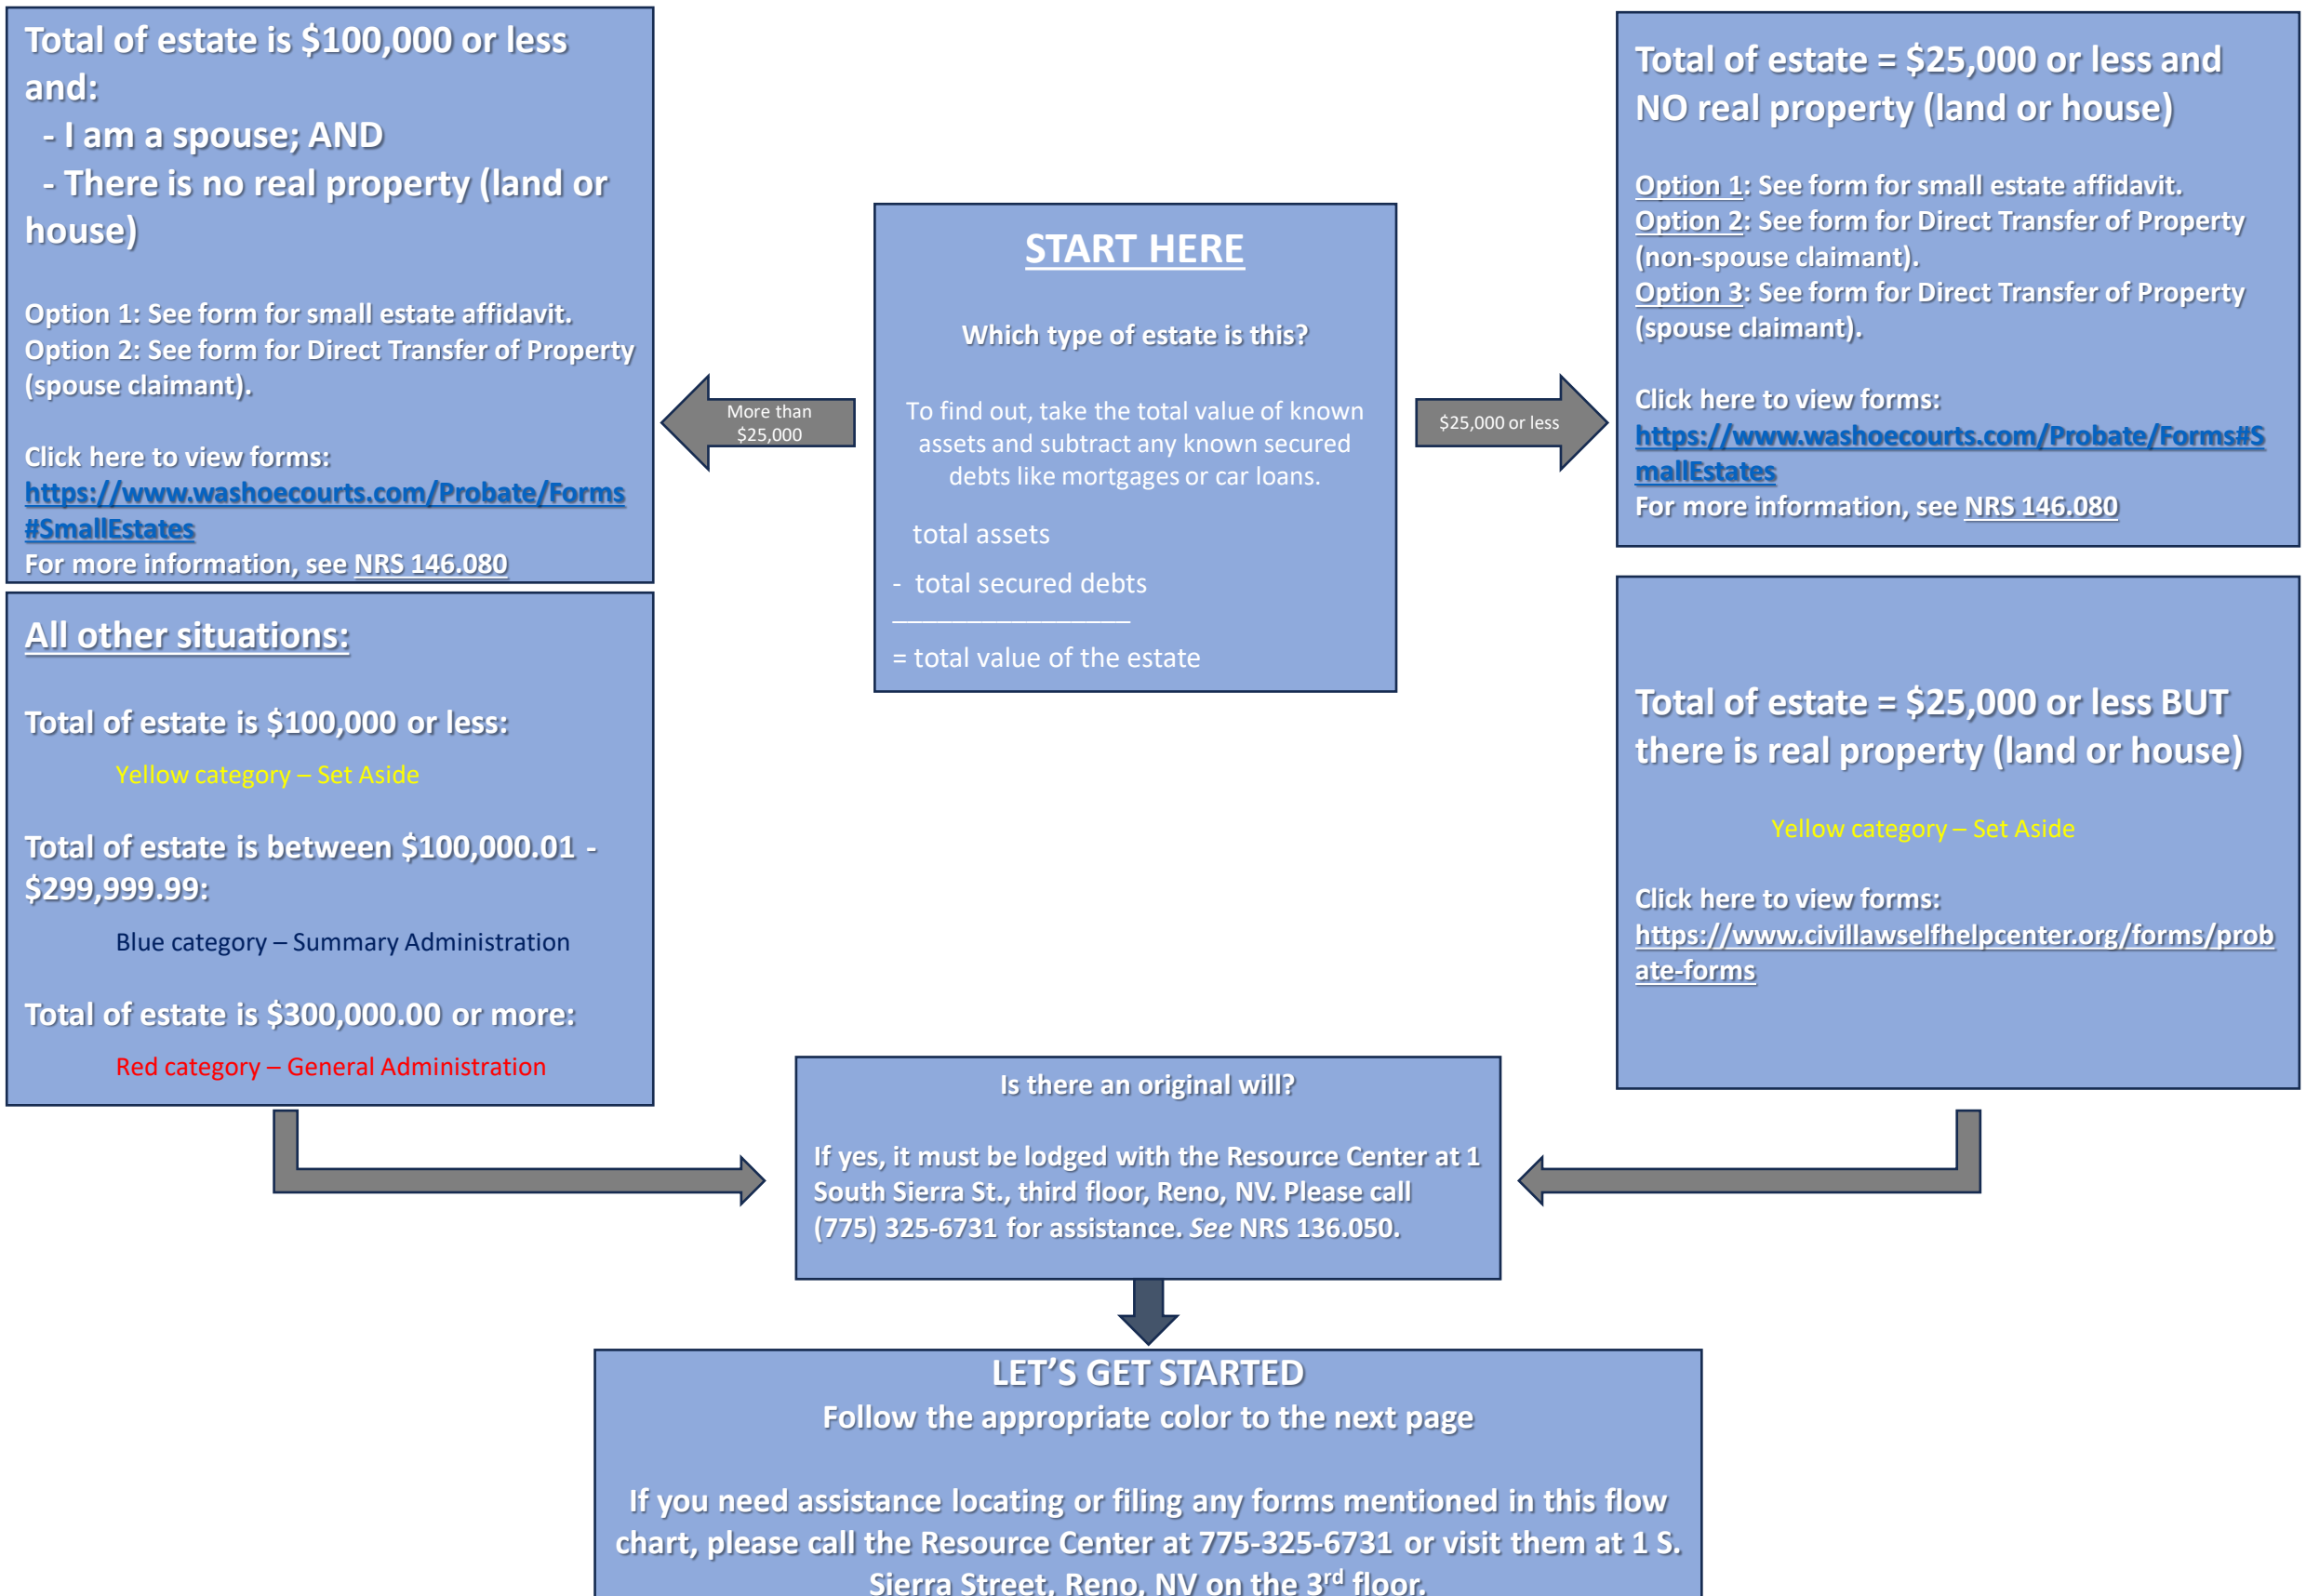 Total of estate is $100,000 or less
and:
- I am a spouse; AND
- There is no real property (land or
house)
Option 1: See form for small estate affidavit.
Option 2: See form for Direct Transfer of Property
(spouse claimant).
Click here to view forms:
https://www.washoecourts.com/Probate/Forms
#SmallEstates
For more information, see NRS 146.080
All other situations:
Total of estate is $100,000 or less:
Yellow category – Set Aside
Total of estate is between $100,000.01 -
$299,999.99:
Blue category – Summary Administration
Total of estate is $300,000.00 or more:
Red category – General Administration
More than
$25,000
START HERE
Which type of estate is this?
To find out, take the total value of known
assets and subtract any known secured
debts like mortgages or car loans.
total assets
- total secured debts
= total value of the estate
$25,000 or less
Total of estate = $25,000 or less and
NO real property (land or house)
Option 1: See form for small estate affidavit.
Option 2: See form for Direct Transfer of Property
(non-spouse claimant).
Option 3: See form for Direct Transfer of Property
(spouse claimant).
Click here to view forms:
https://www.washoecourts.com/Probate/Forms#S
mallEstates
For more information, see NRS 146.080
Total of estate = $25,000 or less BUT
there is real property (land or house)
Yellow category – Set Aside
Click here to view forms:
https://www.civillawselfhelpcenter.org/forms/prob
ate-forms
Is there an original will?
If yes, it must be lodged with the Resource Center at 1
South Sierra St., third floor, Reno, NV. Please call
(775) 325-6731 for assistance. See NRS 136.050.
LET’S GET STARTED
Follow the appropriate color to the next page
If you need assistance locating or filing any forms mentioned in this flow
chart, please call the Resource Center at 775-325-6731 or visit them at 1 S.
Sierra Street, Reno, NV on the 3rd floor.